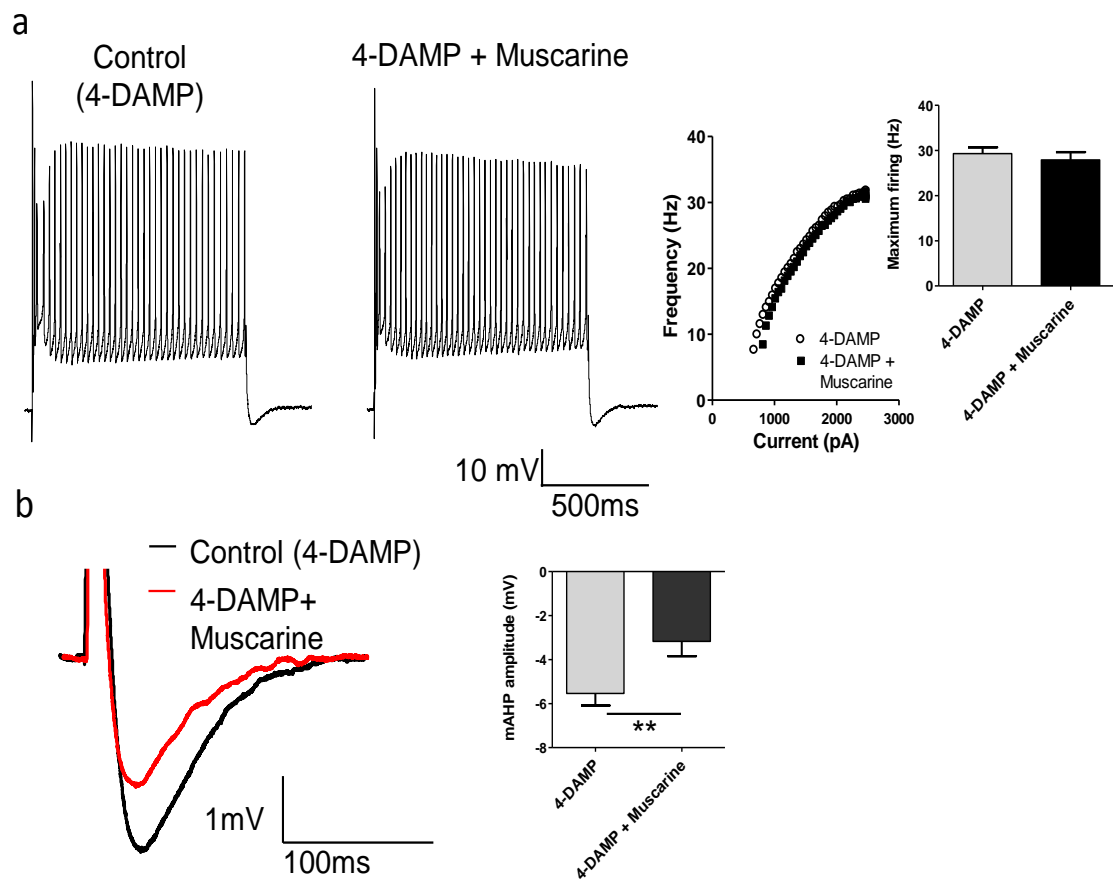 a
Control
(4-DAMP)
4-DAMP + Muscarine
10 mV
500ms
Frequency (Hz)
40
30
20
10
0
0
1000
2000
3000
Current (pA)
4-DAMP
4-DAMP +
Muscarine
Maximum firing (Hz)
40
30
20
10
0
4-DAMP
4-DAMP + Muscarine
b
Control (4-DAMP)
4-DAMP+
Muscarine
1mV
100ms
mAHP amplitude (mV)
0
-2
-4
-6
-8
**
4-DAMP
4-DAMP + Muscarine